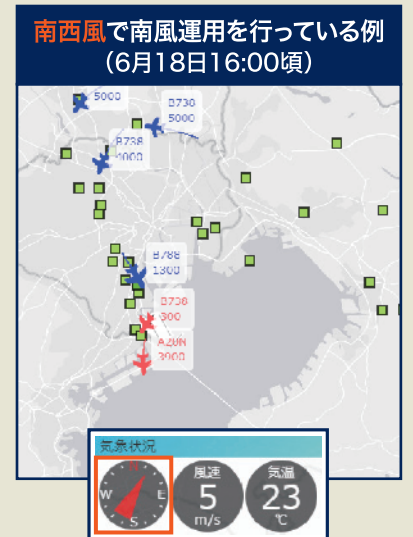 南西風で南風運用を行っている例
(6月18日16:00頃)
5000
B738
5000
B738
4000
B788
1300
B738
300
A20N
3900
気象状況
N
W E
S
風速
5
m/s
気温
23
℃